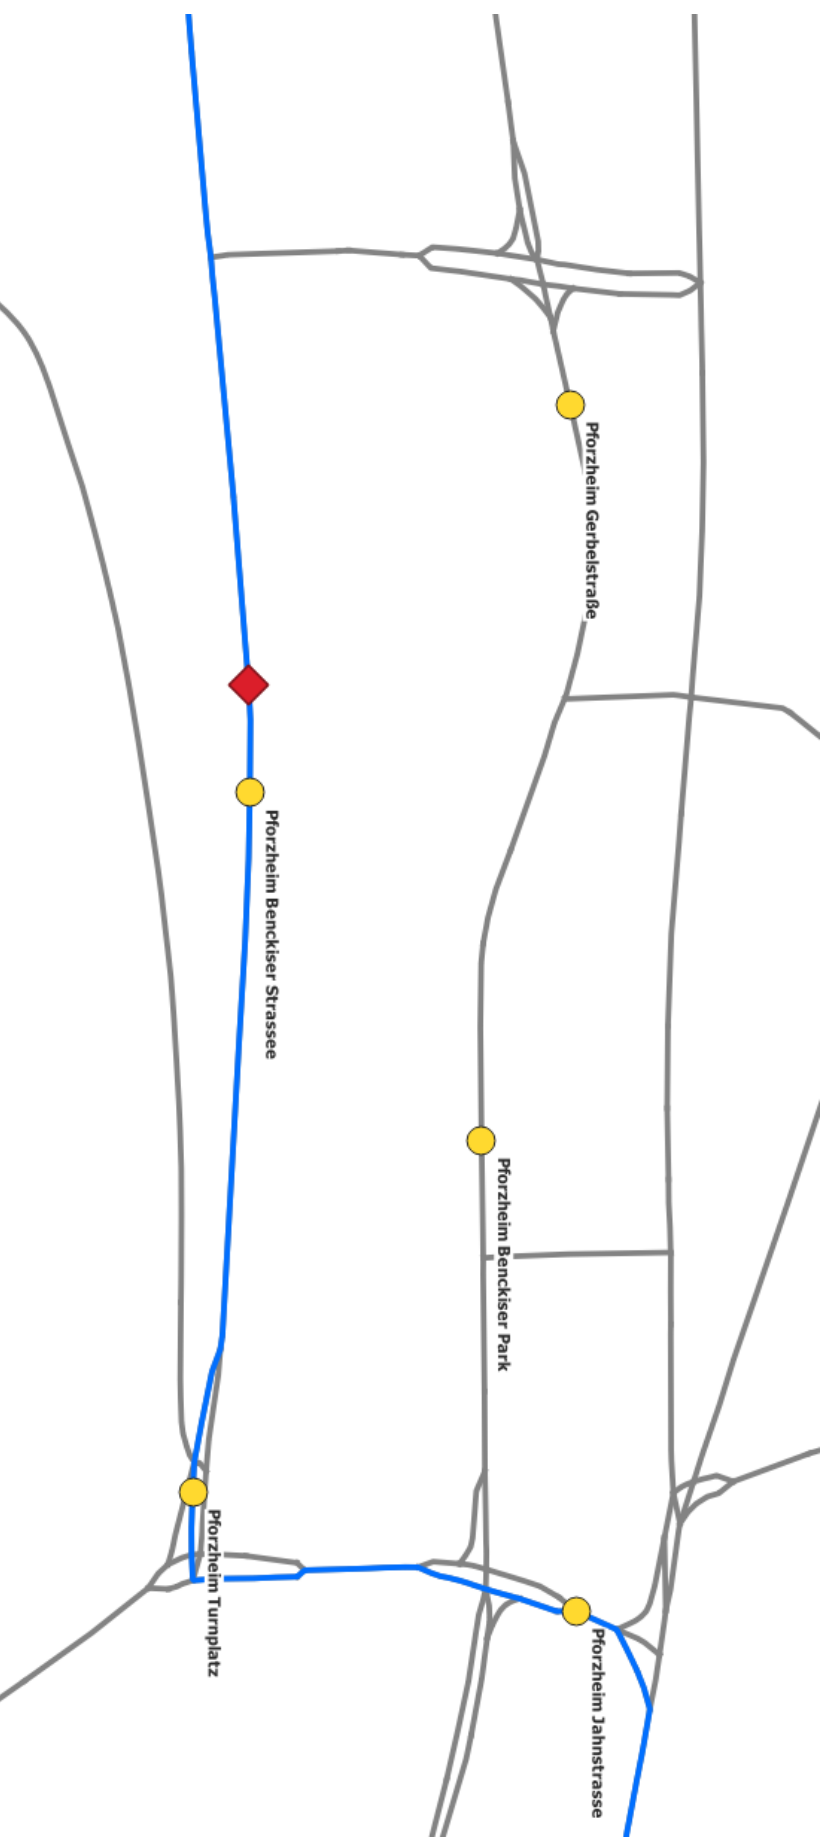 Pforzheim Gerbelstraße
Pforzheim Benckiser Strassee
Pforzheim Benckiser Park
Pforzheim Turnplatz
Pforzheim Jahnstrasse